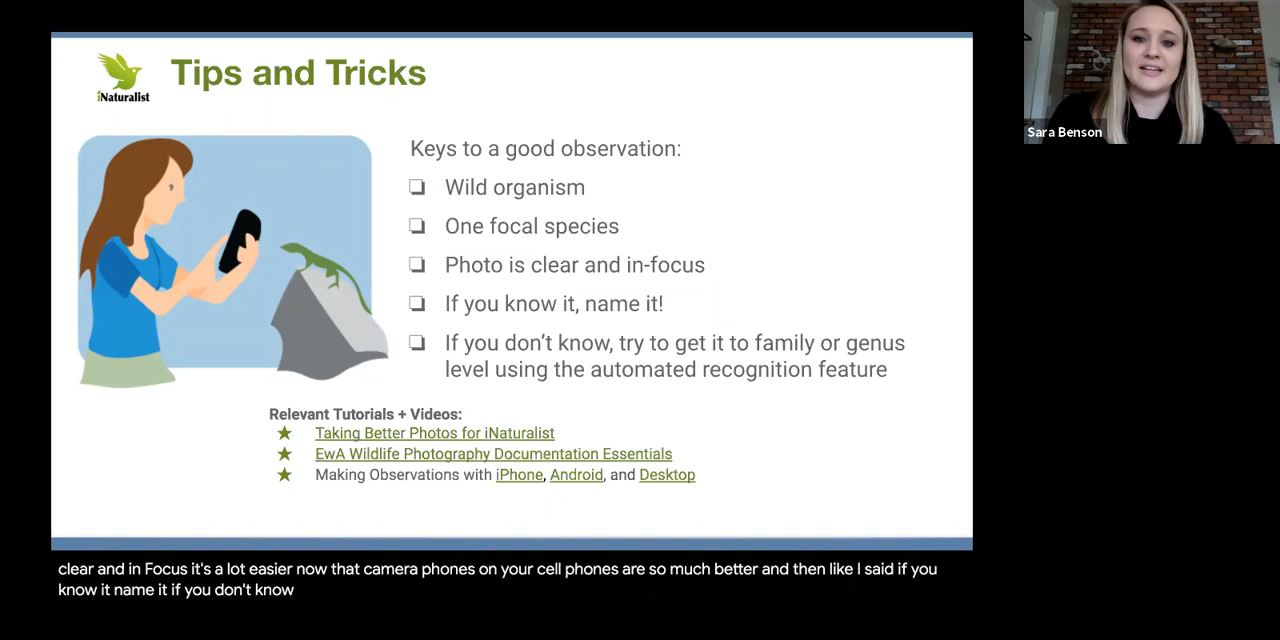 iNaturalist
Tips and Tricks
Sara Benson
Keys to a good observation:
Wild organism
One focal species
Photo is clear and in-focus
If you know it, name it!
If you don't know, try to get it to family or genus
level using the automated recognition feature
Relevant Tutorials + Videos:
Taking Better Photos for iNaturalist
EwA Wildlife Photography Documentation Essentials
Making Observations with iPhone, Android, and Desktop
clear and in Focus it's a lot easier now that camera phones on your cell phones are so much better and then like I said if you
know it name it if you don't know